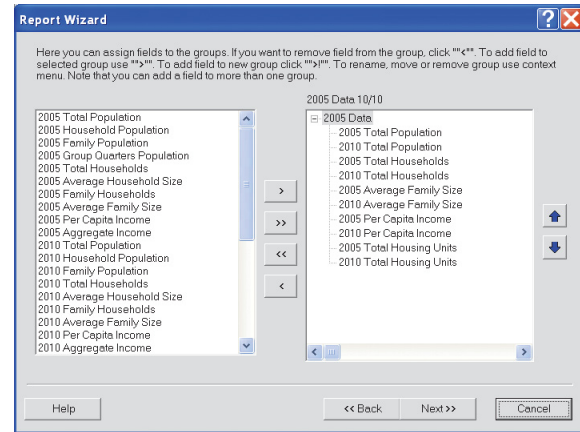 Report Wizard
Here you can assign fields to the groups. If you want to remove field from the group, click ""<"". To add field to
selected group use "">"". To add field to new group click "">!"". To rename, move or remove group use context
menu. Note that you can add a field to more than one group.
2005 Total Population
2005 Household Population
2005 Family Population
2005 Group Quarters Population
2005 Total Households
2005 Average Household Size
2005 Family Households
2005 Average Family Size
2005 Per Capita Income
2005 Aggregate Income
2010 Total Population
2010 Household Population
2010 Family Population
2010 Total Households
2010 Average Household Size
2010 Family Households
2010 Average Family Size
2010 Per Capita Income
2010 Aggregate Income
>
>>
<<
<
2005 Data 10/10
2005 Data
2005 Total Population
2010 Total Population
2005 Total Households
2010 Total Households
2005 Average Family Size
2010 Average Family Size
2005 Per Capita Income
2010 Per Capita Income
2005 Total Housing Units
2010 Total Housing Units
Help
<< Back
Next >>
Cancel